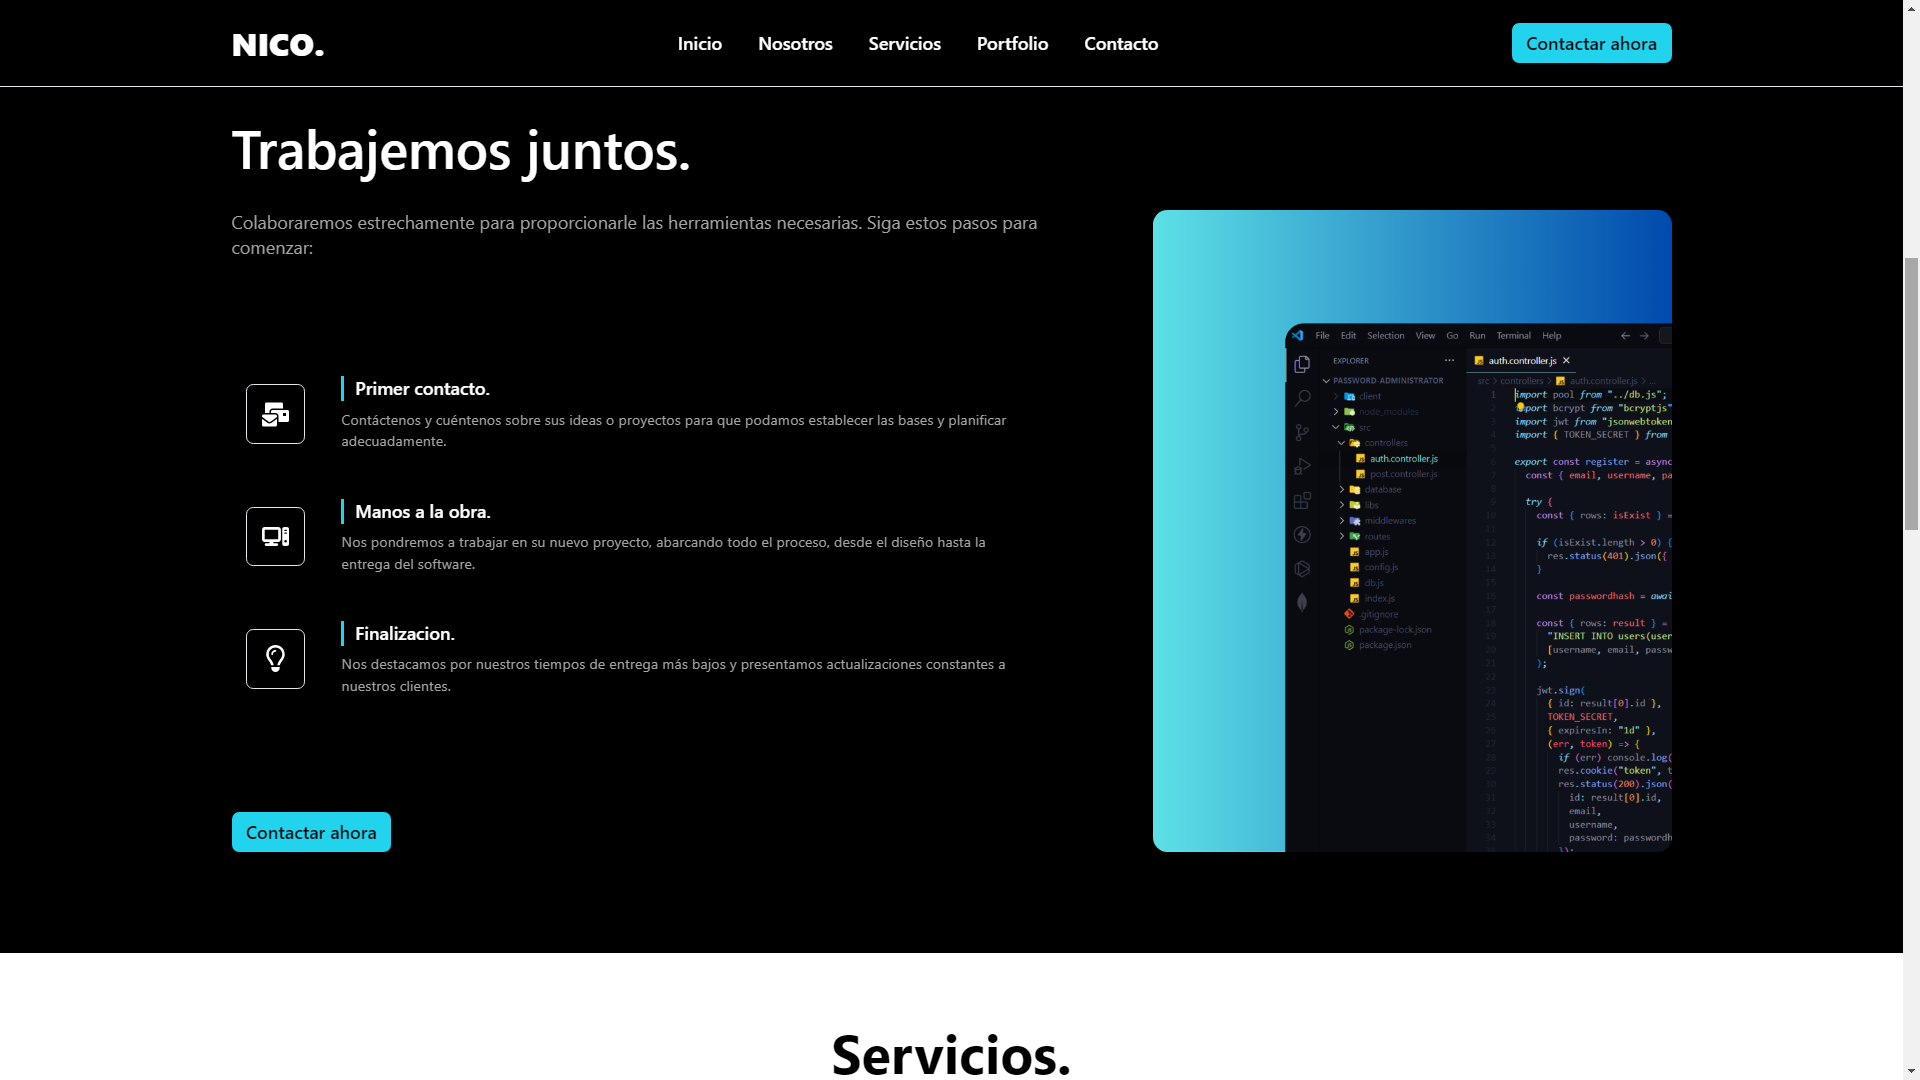 NICO.
Inicio Nosotros Servicios Portfolio Contacto
Contactar ahora
Trabajemos juntos.
Colaboraremos estrechamente para proporcionarle las herramientas necesarias. Siga estos pasos para
comenzar:
Primer contacto.
Contáctenos y cuéntenos sobre sus ideas o proyectos para que podamos establecer las bases y planificar
adecuadamente.
Manos a la obra.
Nos pondremos a trabajar en su nuevo proyecto, abarcando todo el proceso, desde el diseño hasta la
entrega del software.
Finalizacion.
Nos destacamos por nuestros tiempos de entrega más bajos y presentamos actualizaciones constantes a
nuestros clientes.
Contactar ahora
File Edit Selection View Go Run Terminal Help
EXPLORER
PASSWORD-ADMINISTRATOR
client
node_modules
src
controllers
auth.controller.js
post.controller.js
database
libs
middlewares
routes
app.js
config.js
db.js
index.js
.gitignore
package-lock.json
package.json
auth.controller.js
src > controllers > auth.controller.js > ...
1 import pool from "../db.js";
2 import bcrypt from "bcryptjs"
3 import jwt from "jsonwebtoken
4 import { TOKEN_SECRET } from
5
6 export const register = async
7 const { email, username, pa
8
9 try {
10 const { rows: isExist } =
11
12 if (isExist.length > 0) {
13 res.status(401).json({
14 }
15
16 const passwordhash = awai
17
18 const { rows: result } =
19 "INSERT INTO users(user
20 [username, email, passw
21 );
22
23 jwt.sign(
24 { id: result[0].id },
25 TOKEN_SECRET,
26 { expiresIn: "1d" },
27 (err, token) => {
28 if (err) console.log(
29 res.cookie("token", t
30 res.status(200).json(
31 id: result[0].id,
32 email,
33 username,
34 password: passwordh
35 });
Servicios.